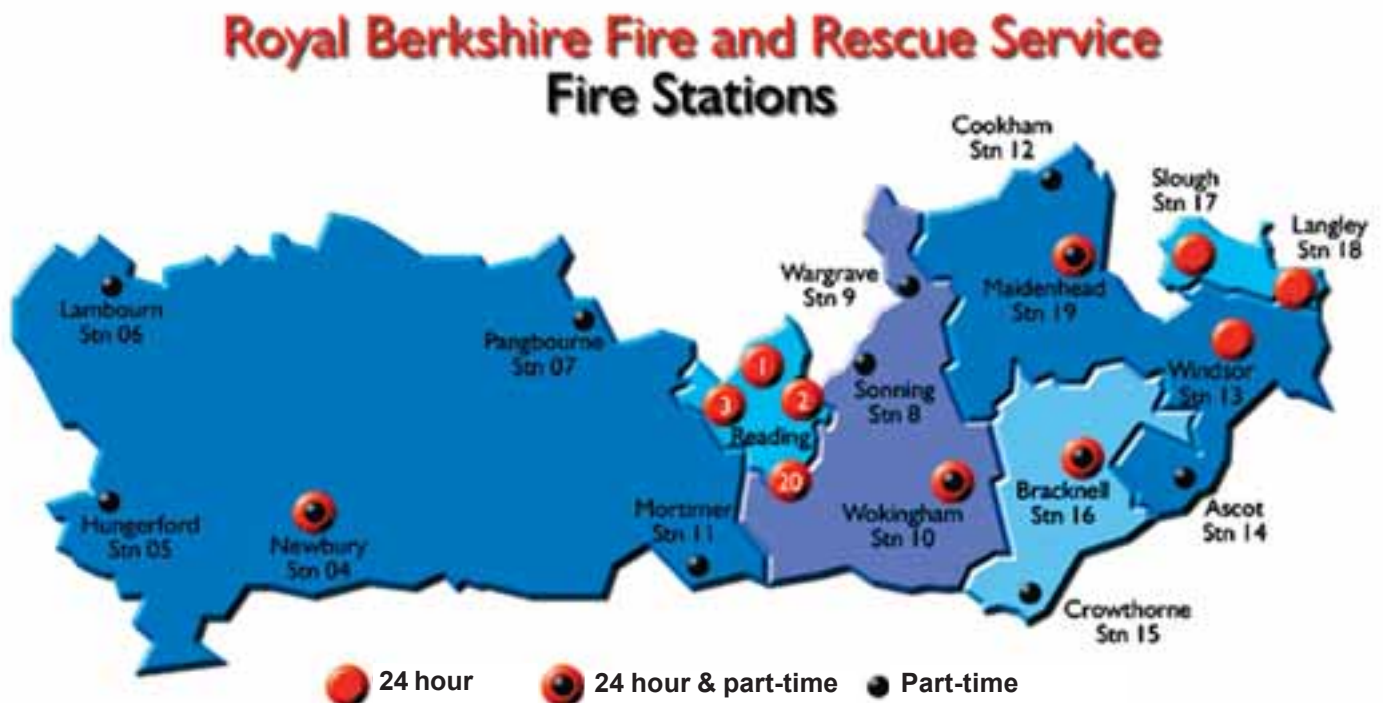 Royal Berkshire Fire and Rescue Service
Fire Stations
Cookham
Stn 12
Slough
Stn 17
Langley
Stn 18
Wargrave
Stn 9
Maidenhead
Stn 19
Lambourn
Stn 06
Pangbourne
Stn 07
1
3
2
Reading
20
Sonning
Stn 8
Windsor
Stn 13
Hungerford
Stn 05
Newbury
Stn 04
Mortimer
Stn 11
Wokingham
Stn 10
Bracknell
Stn 16
Ascot
Stn 14
Crowthorne
Stn 15
24 hour
24 hour & part-time
Part-time